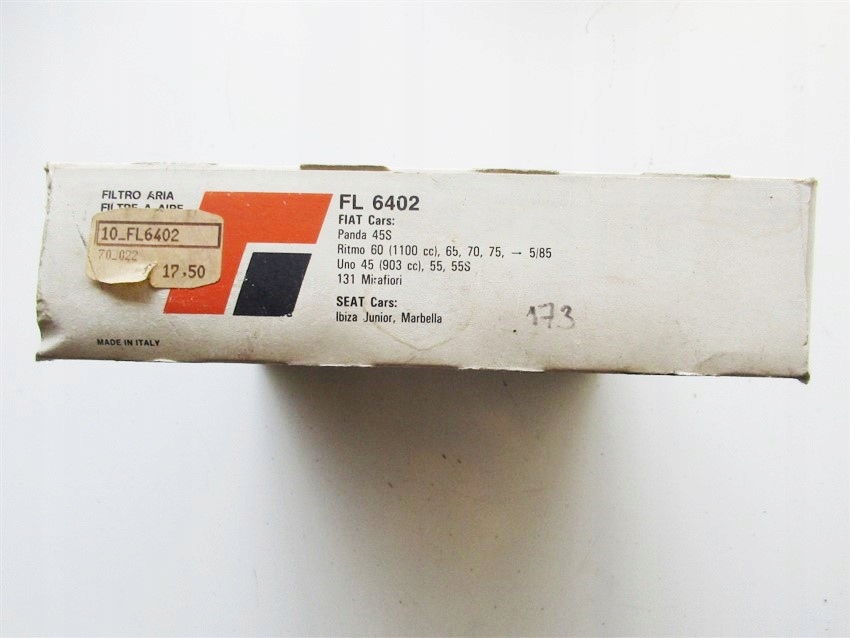 FILTRO ARIA
FILTRE A AIRE
10_FL6402
70_022
17,50
MADE IN ITALY
FL 6402
FIAT Cars:
Panda 45S
Ritmo 60 (1100 cc), 65, 70, 75, → 5/85
Uno 45 (903 cc), 55, 55S
131 Mirafiori
SEAT Cars:
Ibiza Junior, Marbella
173